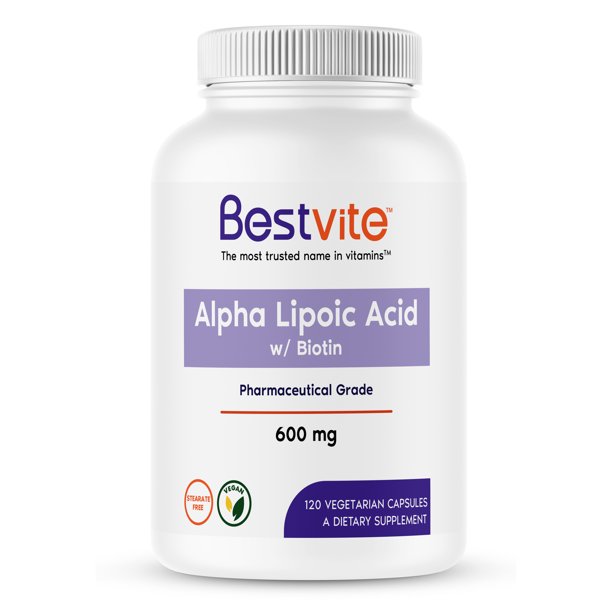 Bestvite™
The most trusted name in vitamins™
Alpha Lipoic Acid
w/ Biotin
Pharmaceutical Grade
600 mg
STEARATE
FREE
VEGAN
120 VEGETARIAN CAPSULES
A DIETARY SUPPLEMENT